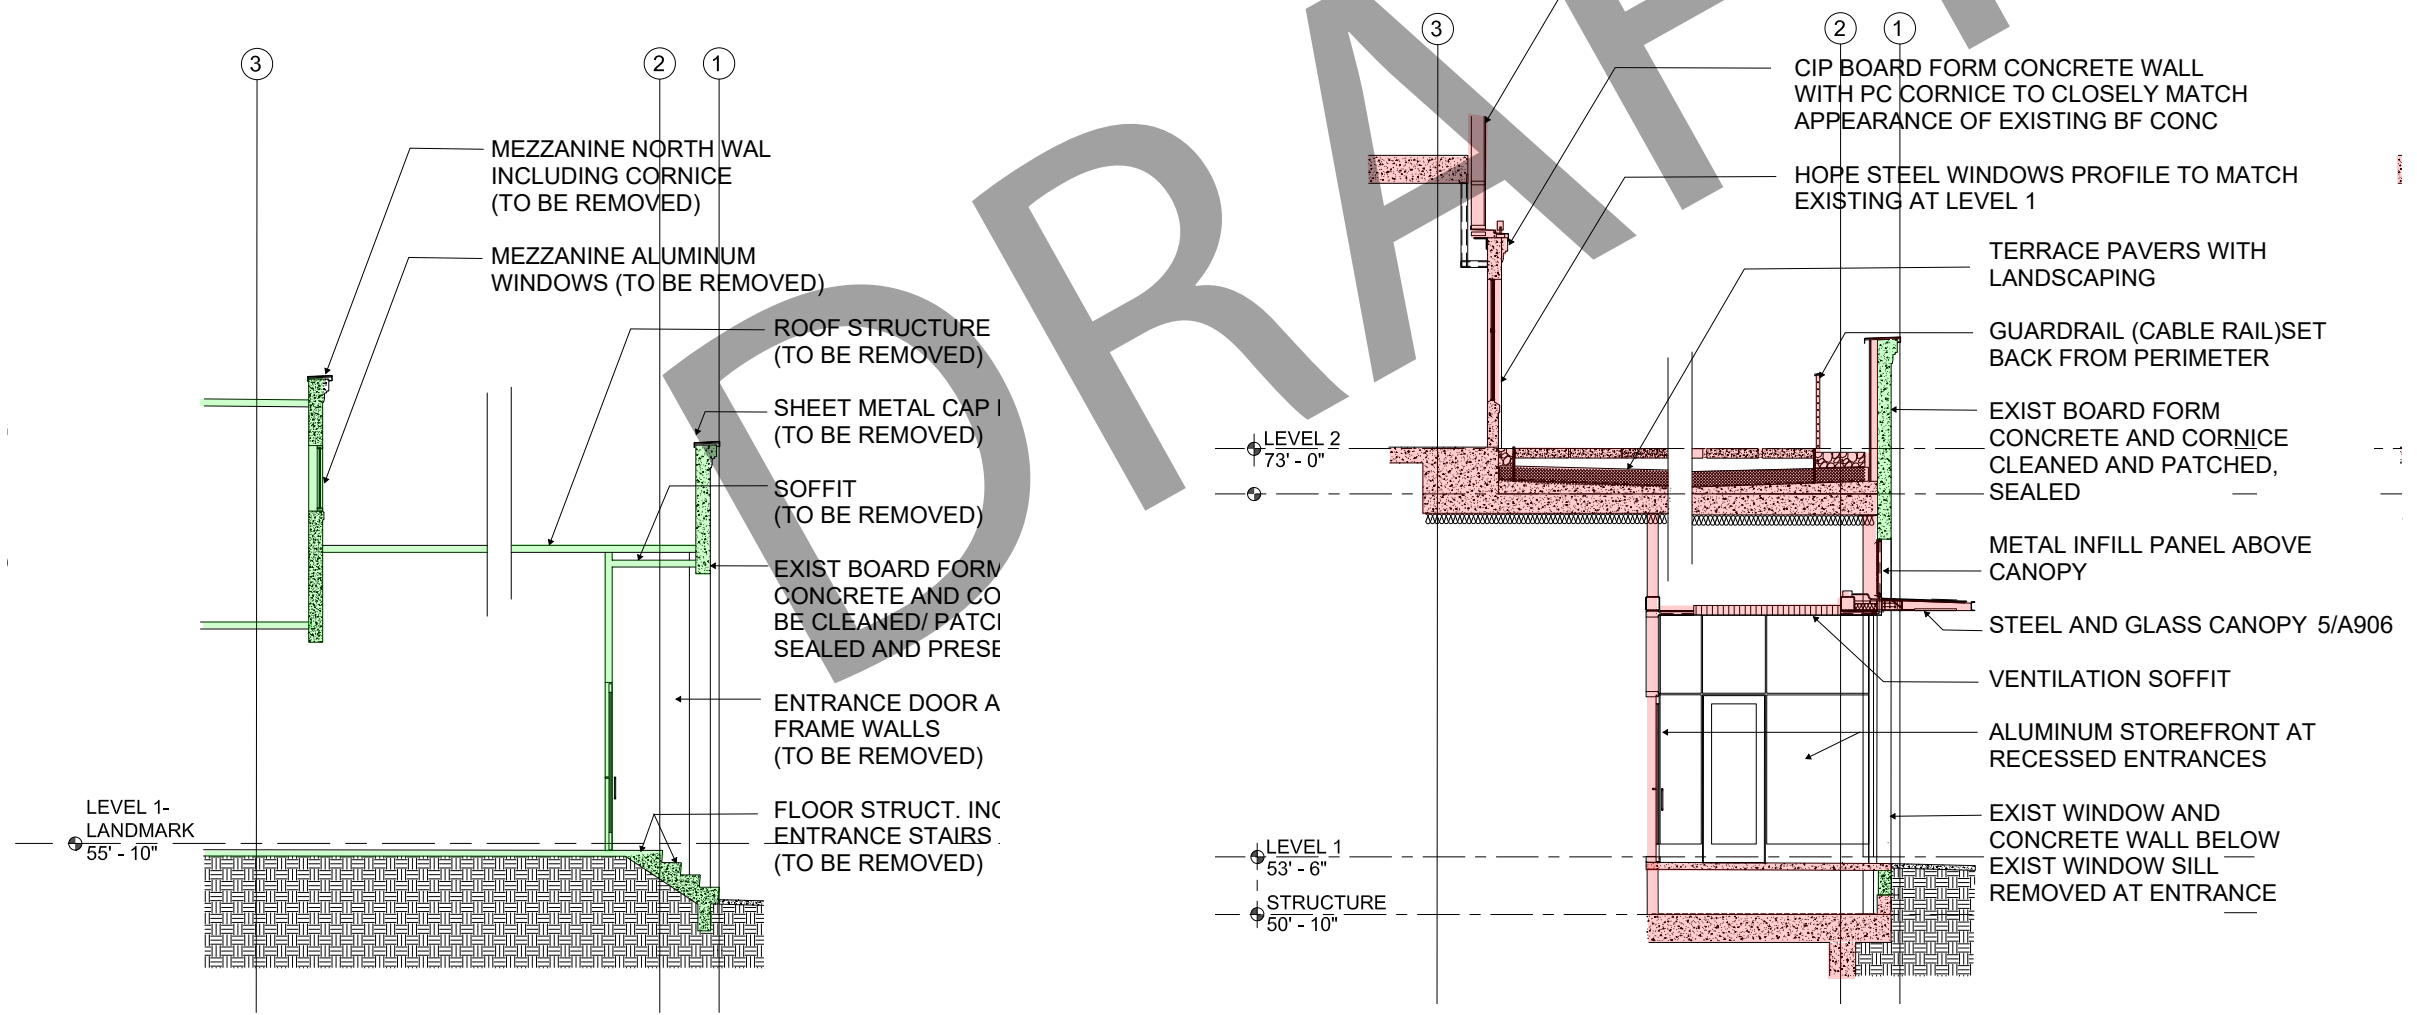 3
2
1
MEZZANINE NORTH WAL
INCLUDING CORNICE
(TO BE REMOVED)
MEZZANINE ALUMINUM
WINDOWS (TO BE REMOVED)
ROOF STRUCTURE
(TO BE REMOVED)
SHEET METAL CAP
(TO BE REMOVED)
SOFFIT
(TO BE REMOVED)
EXIST BOARD FORM
CONCRETE AND CO
BE CLEANED/ PATC
SEALED AND PRESE
ENTRANCE DOOR A
FRAME WALLS
(TO BE REMOVED)
FLOOR STRUCT. INC
ENTRANCE STAIRS
(TO BE REMOVED)
LEVEL 1-
LANDMARK
55' - 10"
DRAF
3
2
1
CIP BOARD FORM CONCRETE WALL
WITH PC CORNICE TO CLOSELY MATCH
APPEARANCE OF EXISTING BF CONC
HOPE STEEL WINDOWS PROFILE TO MATCH
EXISTING AT LEVEL 1
TERRACE PAVERS WITH
LANDSCAPING
GUARDRAIL (CABLE RAIL)SET
BACK FROM PERIMETER
EXIST BOARD FORM
CONCRETE AND CORNICE
CLEANED AND PATCHED,
SEALED
METAL INFILL PANEL ABOVE
CANOPY
STEEL AND GLASS CANOPY 5/A906
VENTILATION SOFFIT
ALUMINUM STOREFRONT AT
RECESSED ENTRANCES
EXIST WINDOW AND
CONCRETE WALL BELOW
EXIST WINDOW SILL
REMOVED AT ENTRANCE
LEVEL 2
73' - 0"
LEVEL 1
53' - 6"
STRUCTURE
50' - 10"